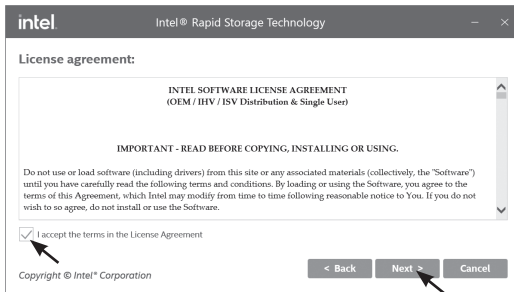 intel. Intel® Rapid Storage Technology
License agreement:
INTEL SOFTWARE LICENSE AGREEMENT
(OEM / IHV / ISV Distribution & Single User)
IMPORTANT - READ BEFORE COPYING, INSTALLING OR USING.
Do not use or load software (including drivers) from this site or any associated materials (collectively, the "Software")
until you have carefully read the following terms and conditions. By loading or using the Software, you agree to the
terms of this Agreement, which Intel may modify from time to time following reasonable notice to You. If you do not
wish to so agree, do not install or use the Software.
I accept the terms in the License Agreement
Copyright © Intel® Corporation
< Back Next > Cancel